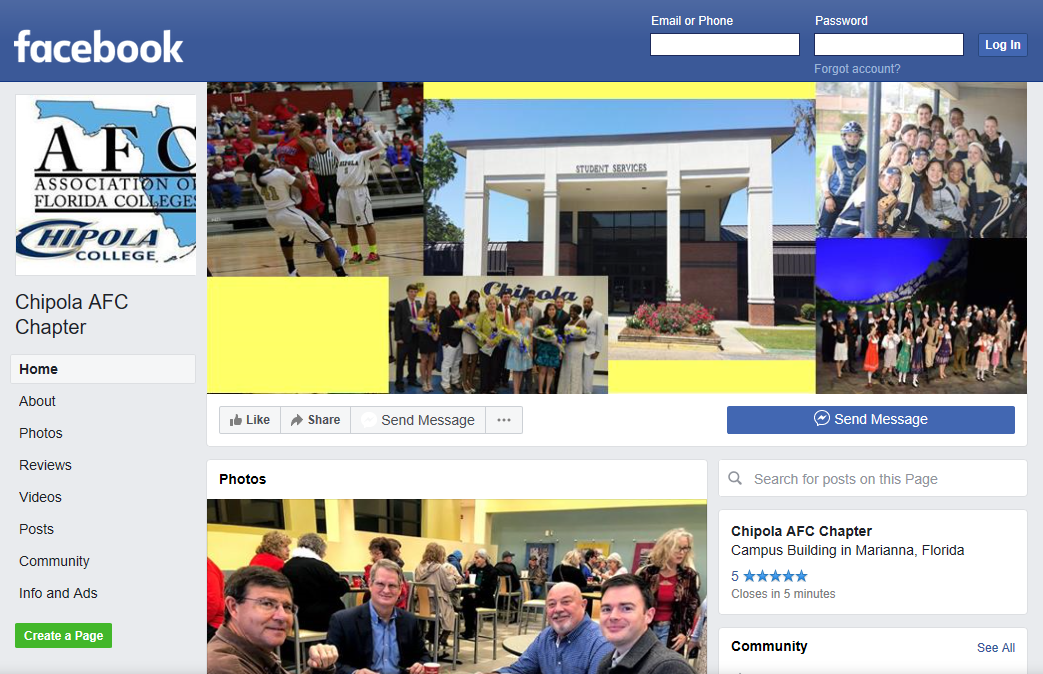 facebook
Email or Phone
Password
Log In
Forgot account?
A F C
ASSOCIATION OF
FLORIDA COLLEGES
CHIPOLA
COLLEGE
Chipola AFC
Chapter
Home
About
Photos
Reviews
Videos
Posts
Community
Info and Ads
Create a Page
114
CHIPOLA
STUDENT SERVICES
Chipola
Like
Share
Send Message
...
Send Message
Photos
Search for posts on this Page
Chipola AFC Chapter
Campus Building in Marianna, Florida
5 ★★★★★
Closes in 5 minutes
Community
See All